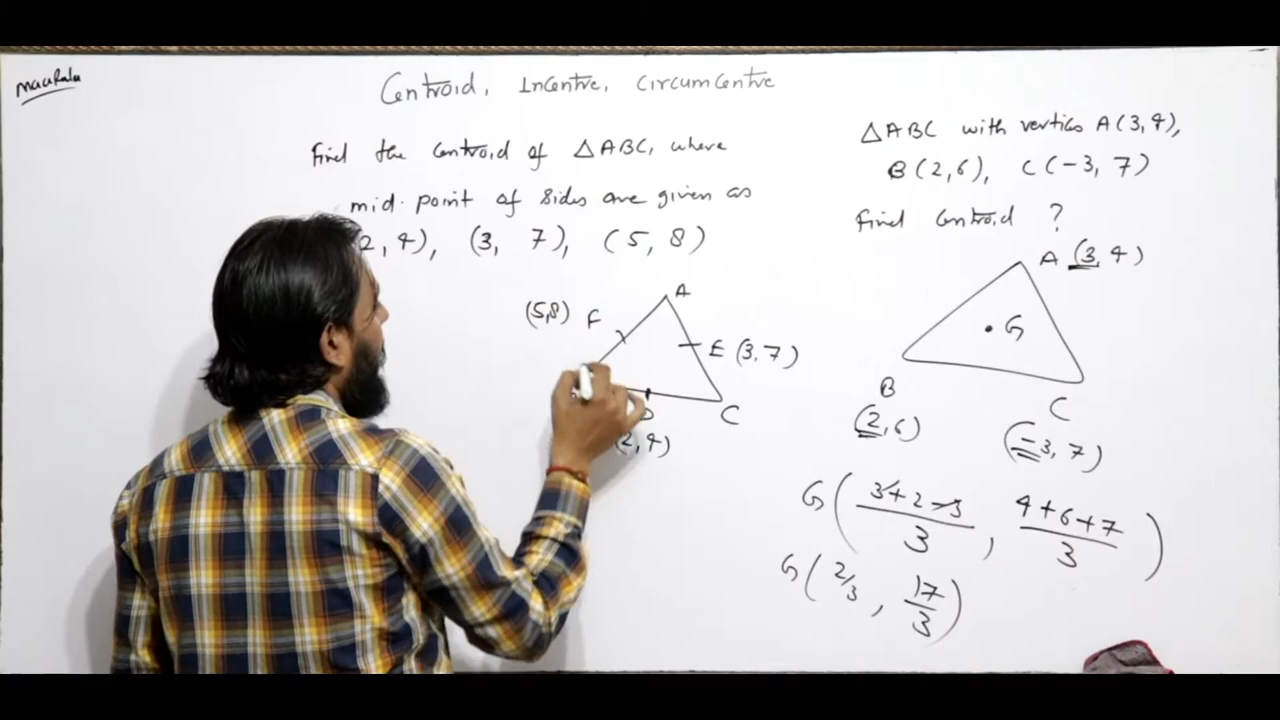 Centroid, Incentre, Circumcentre
Find the centroid of △ABC, where
mid-point of sides are given as
2, 4), (3, 7), (5, 8)
A
(5,8) F
E (3, 7)
C
(2, 4)
△ABC with vertices A(3, 4),
B(2, 6), C(-3, 7)
Find centroid ?
A (3, 4)
G
B
(2, 6)
C
(-3, 7)
G ( 3+2-3 / 3 , 4+6+7 / 3 )
G ( 2/3 , 17/3 )